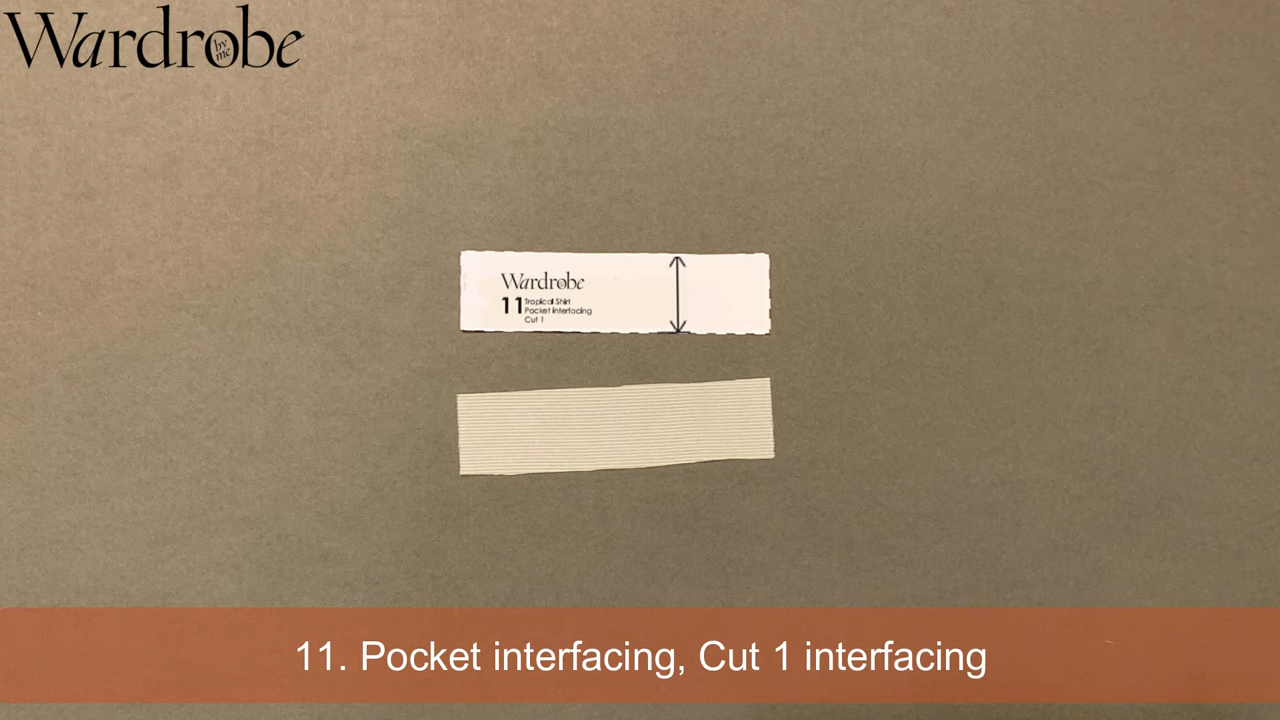 Wardrobe
by
me
Wardrobe
11 Tropical Shirt
Pocket interfacing
Cut 1
11. Pocket interfacing, Cut 1 interfacing